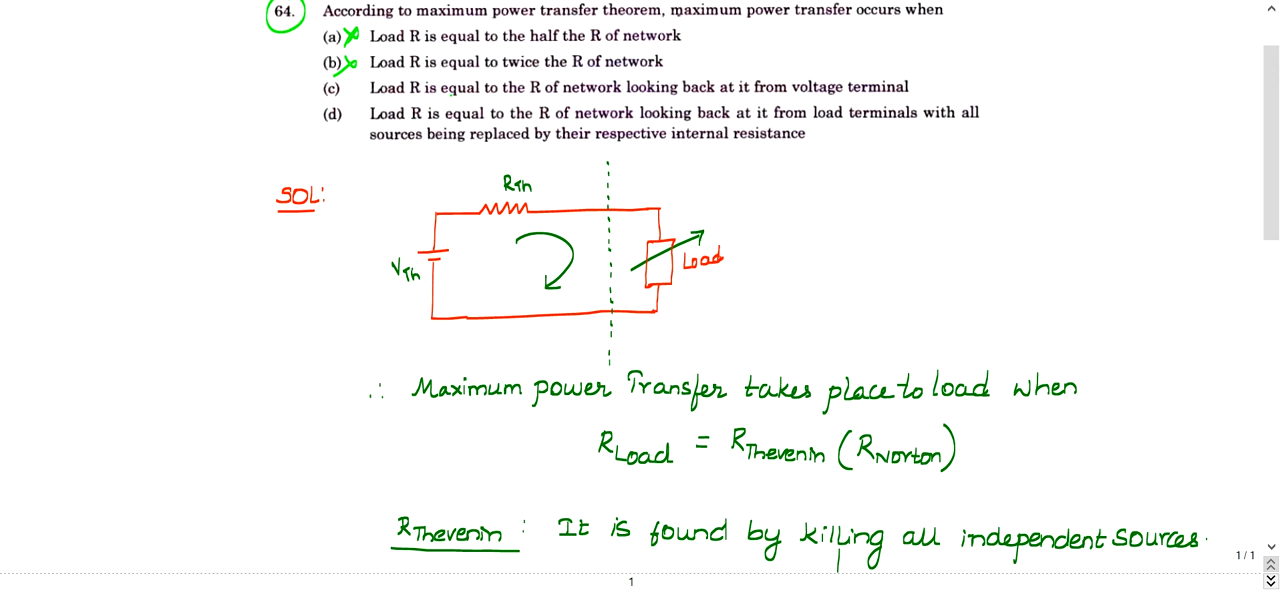 64. According to maximum power transfer theorem, maximum power transfer occurs when
(a) Load R is equal to the half the R of network
(b) Load R is equal to twice the R of network
(c) Load R is equal to the R of network looking back at it from voltage terminal
(d) Load R is equal to the R of network looking back at it from load terminals with all
sources being replaced by their respective internal resistance
SOL:
RTh
VTh
Load
∴ Maximum power Transfer takes place to load when
RLoad = RThevenin (RNorton)
RThevenin : It is found by killing all independent sources.
1 / 1
1